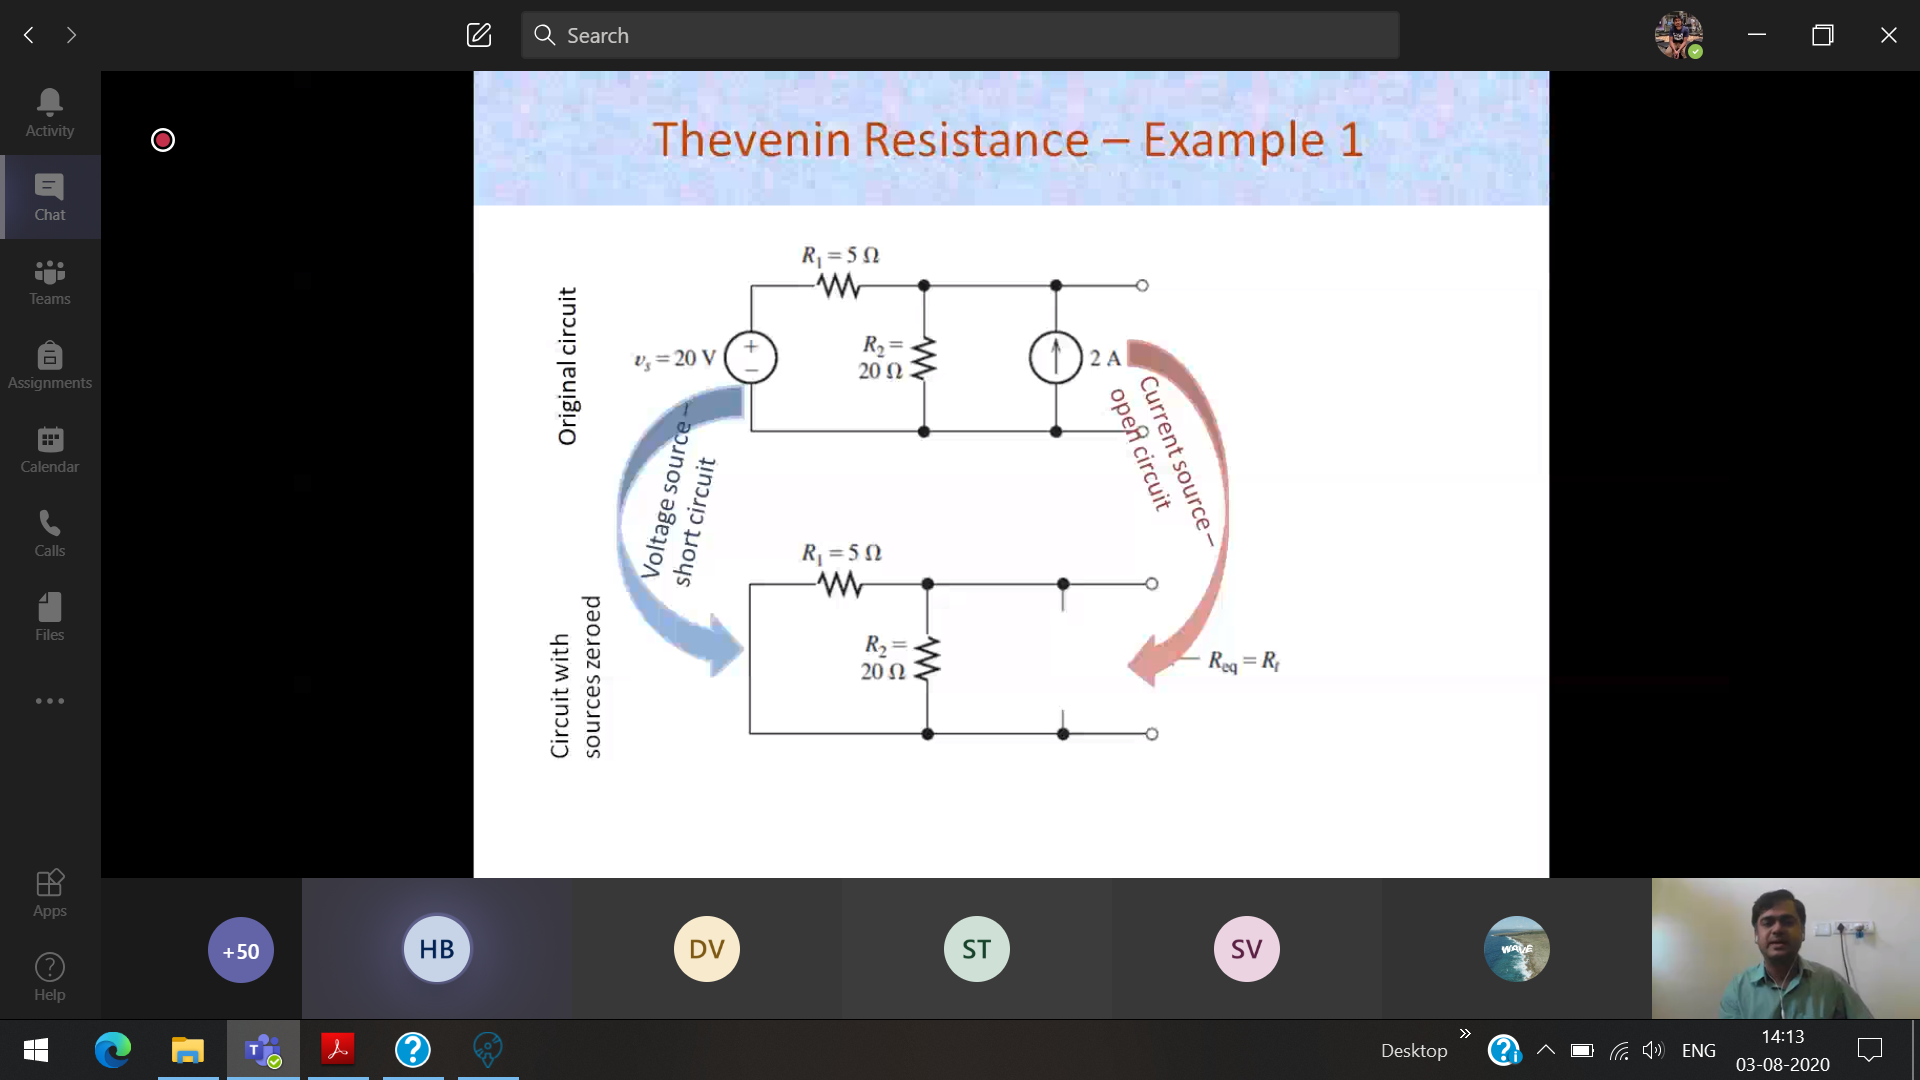 Search
Activity
Chat
Teams
Assignments
Calendar
Calls
Files
Apps
Help
Thevenin Resistance – Example 1
Original circuit
R₁ = 5 Ω
vₛ = 20 V
+
−
R₂ =
20 Ω
2 A
Voltage source –
short circuit
Current source –
open circuit
Circuit with
sources zeroed
R₁ = 5 Ω
R₂ =
20 Ω
Req = Rt
+50
HB
DV
ST
SV
WAVE
Desktop
ENG
14:13
03-08-2020